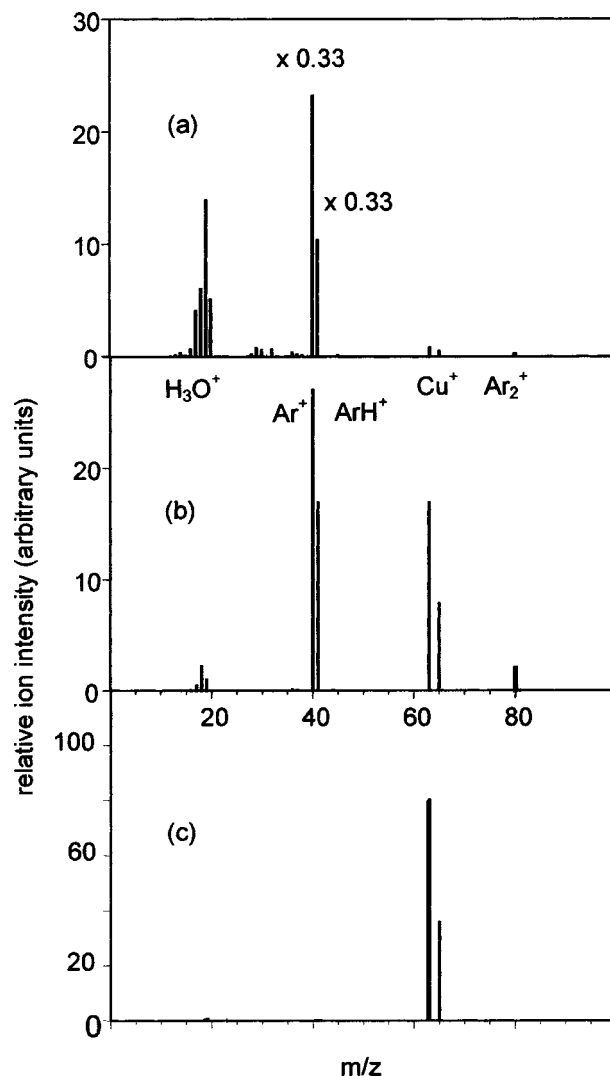 30
x 0.33
(a)
20
x 0.33
10
0
H₃O⁺ Ar⁺ ArH⁺ Cu⁺ Ar₂⁺
20
(b)
10
0
20 40 60 80
100
(c)
60
20
0
relative ion intensity (arbitrary units)
m/z